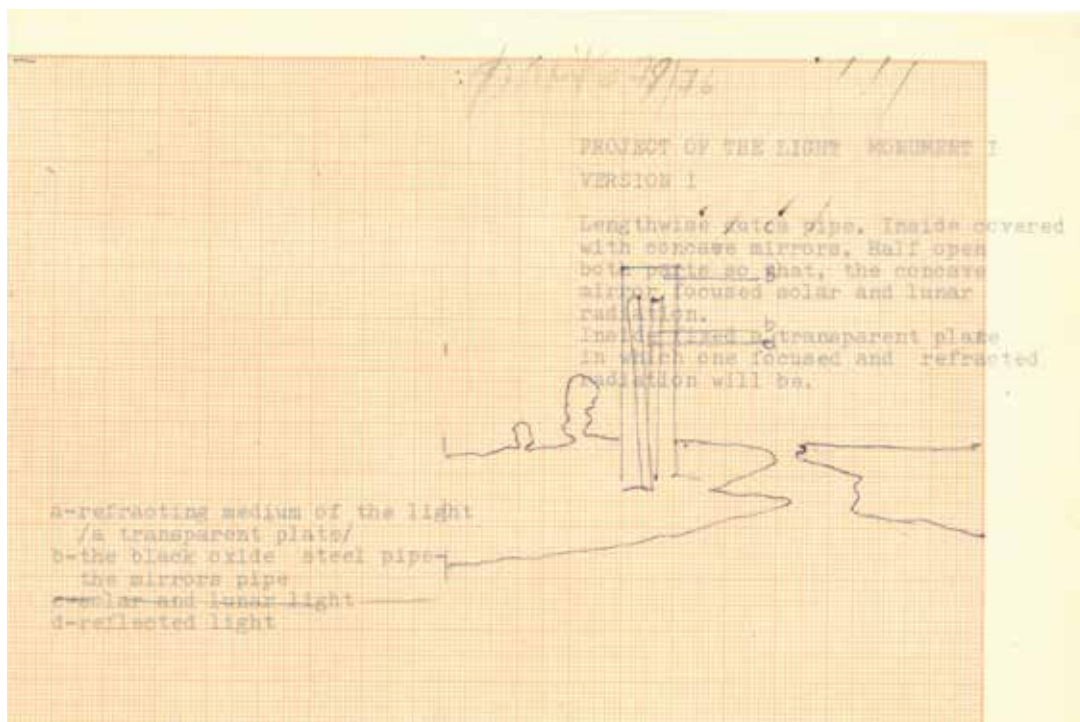 79/76
PROJECT OF THE LIGHT MONUMENT I
VERSION I
Lengthwise pipe. Inside covered
with concave mirrors. Half open
both parts so that, the concave
mirror focused solar and lunar
radiation.
Inside fixed a transparent plane
in which one focused and refracted
radiation will be.
c
a
b
d
a-refracting medium of the light
/a transparent plate/
b-the black oxide steel pipe-
the mirrors pipe
c-solar and lunar light
d-reflected light